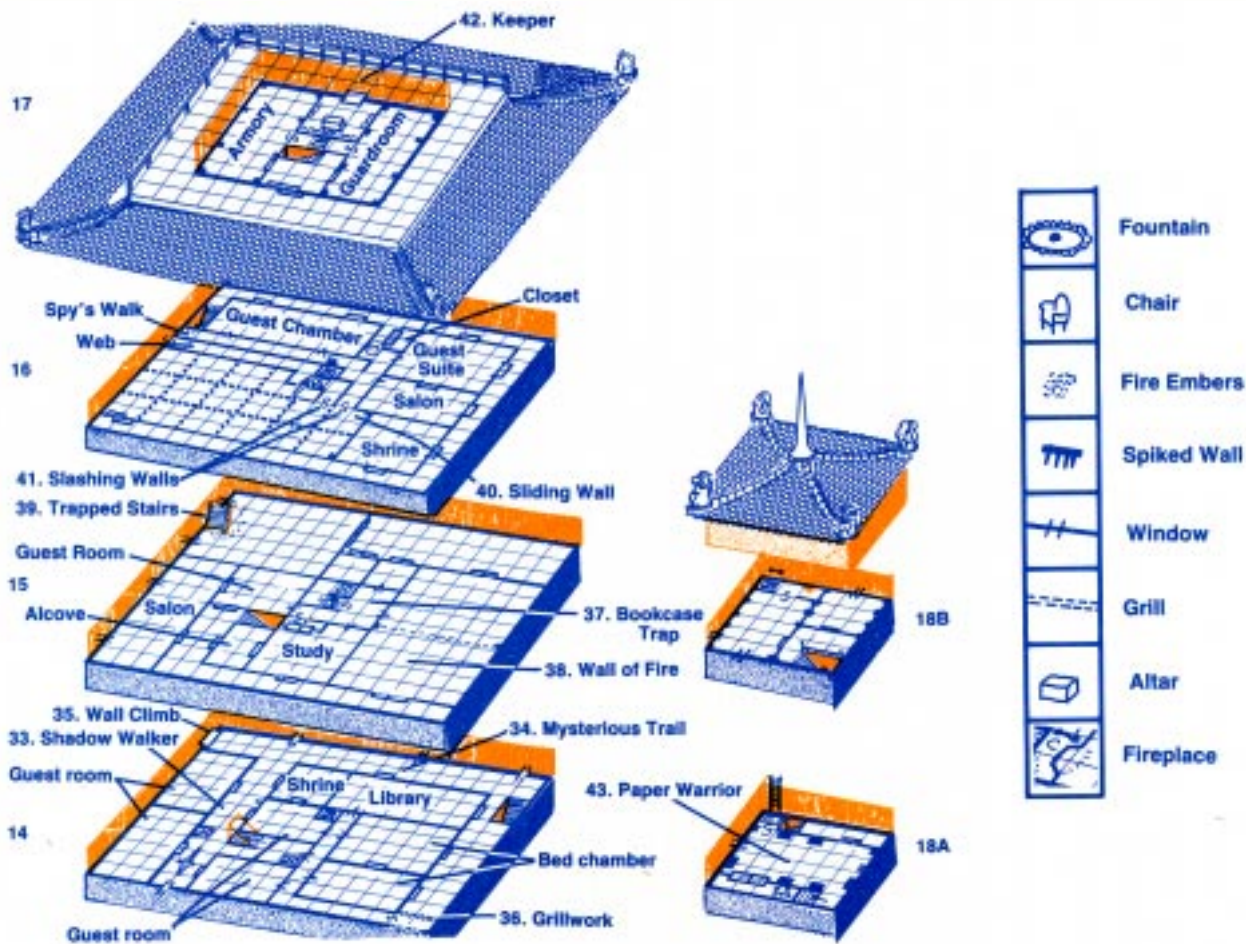 42. Keeper
17
Armory
Guardroom
Closet
Spy's Walk
Guest Chamber
Web
Guest
Suite
16
Salon
Shrine
41. Slashing Walls
40. Sliding Wall
39. Trapped Stairs
Guest Room
15
Salon
Alcove
37. Bookcase
Trap
Study
38. Wall of Fire
18B
35. Wall Climb
34. Mysterious Trail
33. Shadow Walker
Guest room
Shrine
Library
43. Paper Warrior
14
18A
Bed chamber
36. Grillwork
Guest room
Fountain
Chair
Fire Embers
Spiked Wall
Window
Grill
Altar
Fireplace